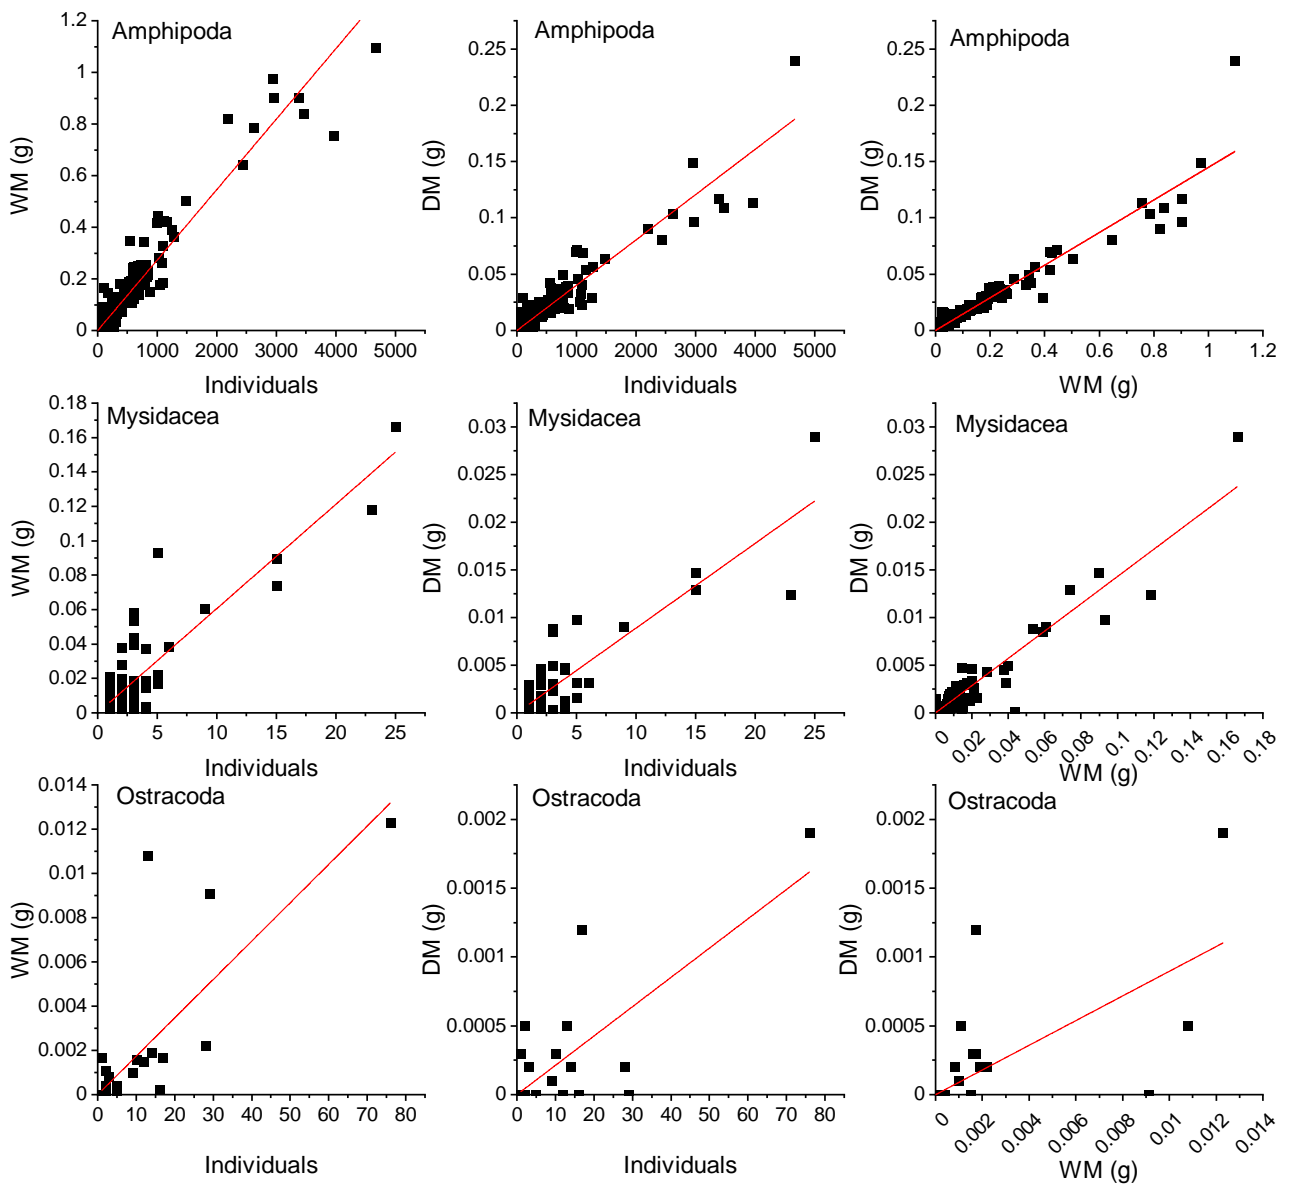 Amphipoda
WM (g)
1.2
1
0.8
0.6
0.4
0.2
0
0 1000 2000 3000 4000 5000
Individuals
Amphipoda
DM (g)
0.25
0.2
0.15
0.1
0.05
0
0 1000 2000 3000 4000 5000
Individuals
Amphipoda
DM (g)
0.25
0.2
0.15
0.1
0.05
0
0 0.2 0.4 0.6 0.8 1 1.2
WM (g)
Mysidacea
WM (g)
0.18
0.16
0.14
0.12
0.1
0.08
0.06
0.04
0.02
0
0 5 10 15 20 25
Individuals
Mysidacea
DM (g)
0.03
0.025
0.02
0.015
0.01
0.005
0
0 5 10 15 20 25
Individuals
Mysidacea
DM (g)
0.03
0.025
0.02
0.015
0.01
0.005
0
0 0.02 0.04 0.06 0.08 0.1 0.12 0.14 0.16 0.18
WM (g)
Ostracoda
WM (g)
0.014
0.012
0.01
0.008
0.006
0.004
0.002
0
0 10 20 30 40 50 60 70 80
Individuals
Ostracoda
DM (g)
0.002
0.0015
0.001
0.0005
0
0 10 20 30 40 50 60 70 80
Individuals
Ostracoda
DM (g)
0.002
0.0015
0.001
0.0005
0
0 0.002 0.004 0.006 0.008 0.01 0.012 0.014
WM (g)